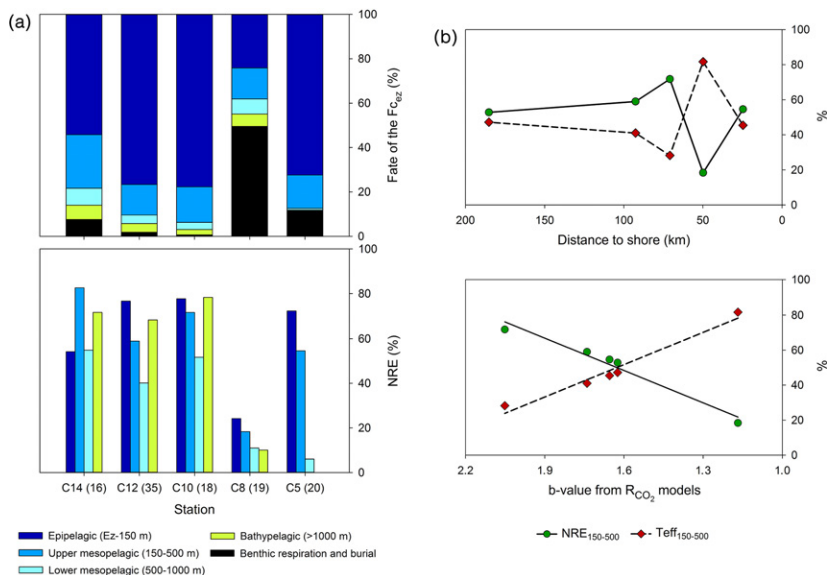 (a)
100
80
60
40
20
0
Fate of the Fc_ez (%)
100
80
60
40
20
0
NRE (%)
C14 (16) C12 (35) C10 (18) C8 (19) C5 (20)
Station
Epipelagic (Ez-150 m)
Upper mesopelagic (150-500 m)
Lower mesopelagic (500-1000 m)
Bathypelagic (>1000 m)
Benthic respiration and burial
(b)
100
80
60
40
20
0
%
200 150 100 50 0
Distance to shore (km)
100
80
60
40
20
0
%
2.2 1.9 1.6 1.3 1.0
b-value from R_CO2 models
NRE_150-500 Teff_150-500